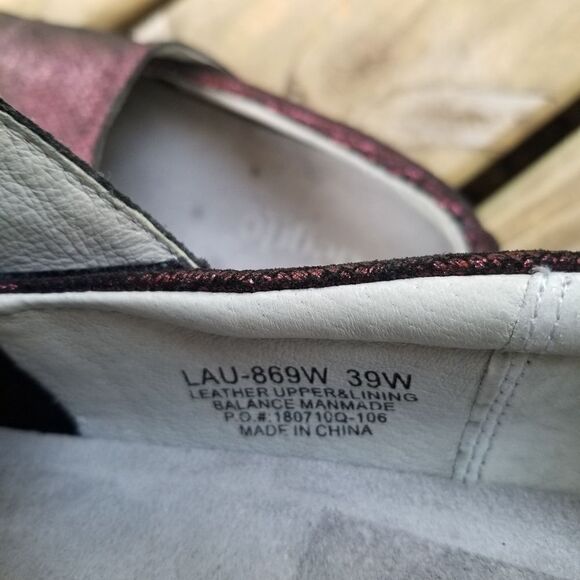 LAU-869W 39W
LEATHER UPPER&LINING
BALANCE MANMADE
P.O.#:180710Q-106
MADE IN CHINA